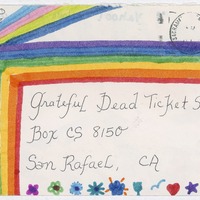 Grateful Dead Ticket S
Box CS 8150
San Rafael, CA